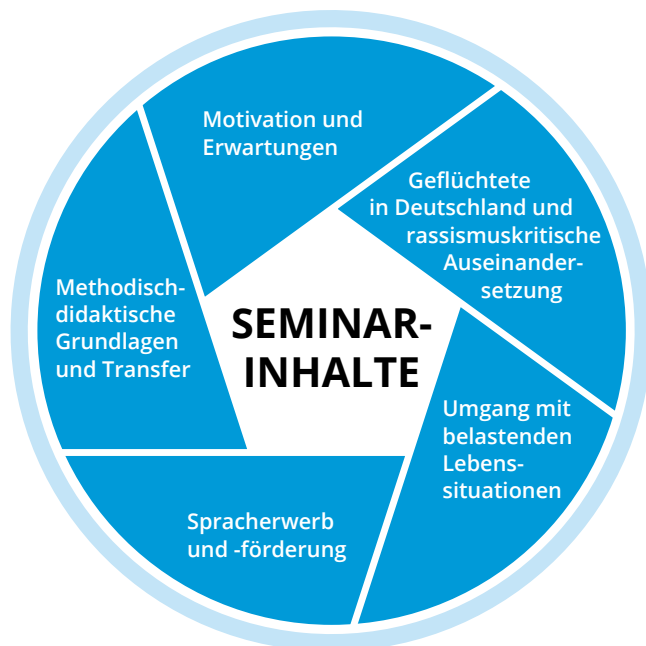 Motivation und
Erwartungen
Geflüchtete
in Deutschland und
rassismuskritische
Auseinander-
setzung
Methodisch-
didaktische
Grundlagen
und Transfer
SEMINAR-
INHALTE
Umgang mit
belastenden
Lebens-
situationen
Spracherwerb
und -förderung